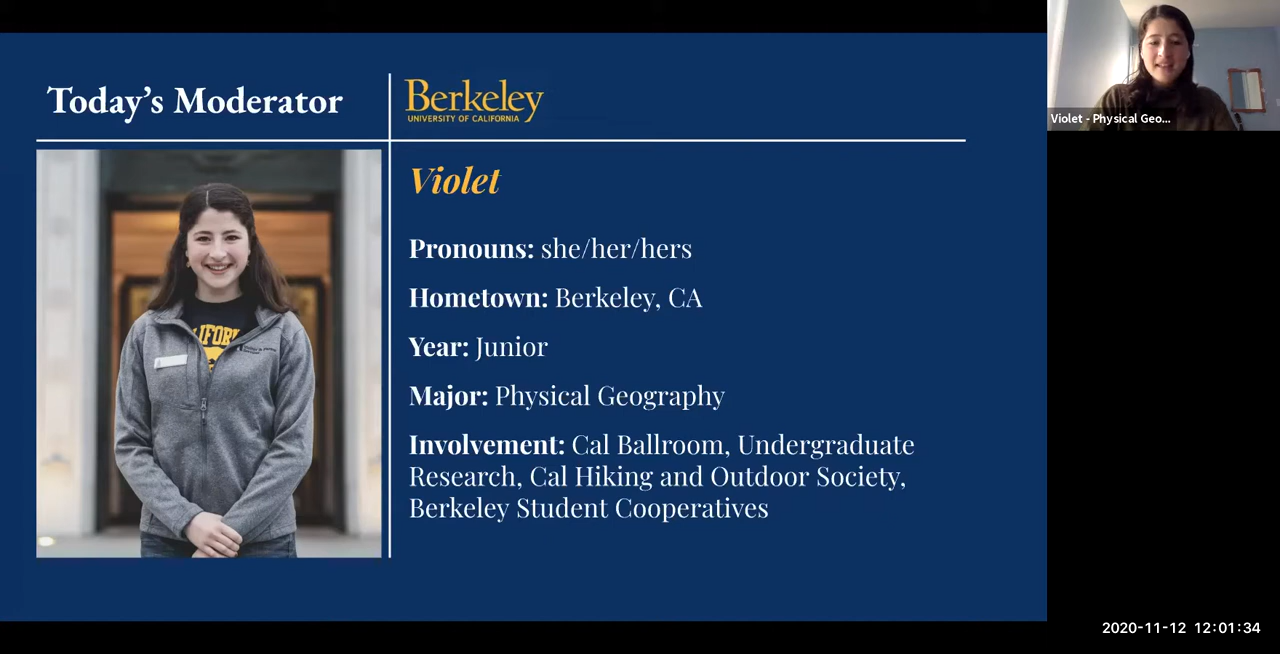 Today's Moderator
Berkeley
UNIVERSITY OF CALIFORNIA
Violet
Pronouns: she/her/hers
Hometown: Berkeley, CA
Year: Junior
Major: Physical Geography
Involvement: Cal Ballroom, Undergraduate
Research, Cal Hiking and Outdoor Society,
Berkeley Student Cooperatives
Violet - Physical Geo...
2020-11-12 12:01:34